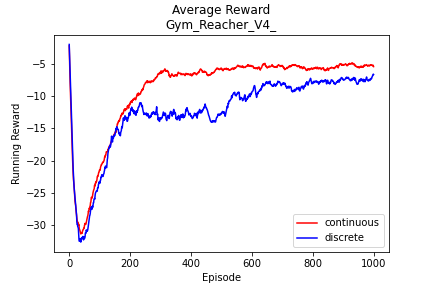 Average Reward
Gym_Reacher_V4_
Running Reward
−5
−10
−15
−20
−25
−30
0
200
400
600
800
1000
Episode
continuous
discrete